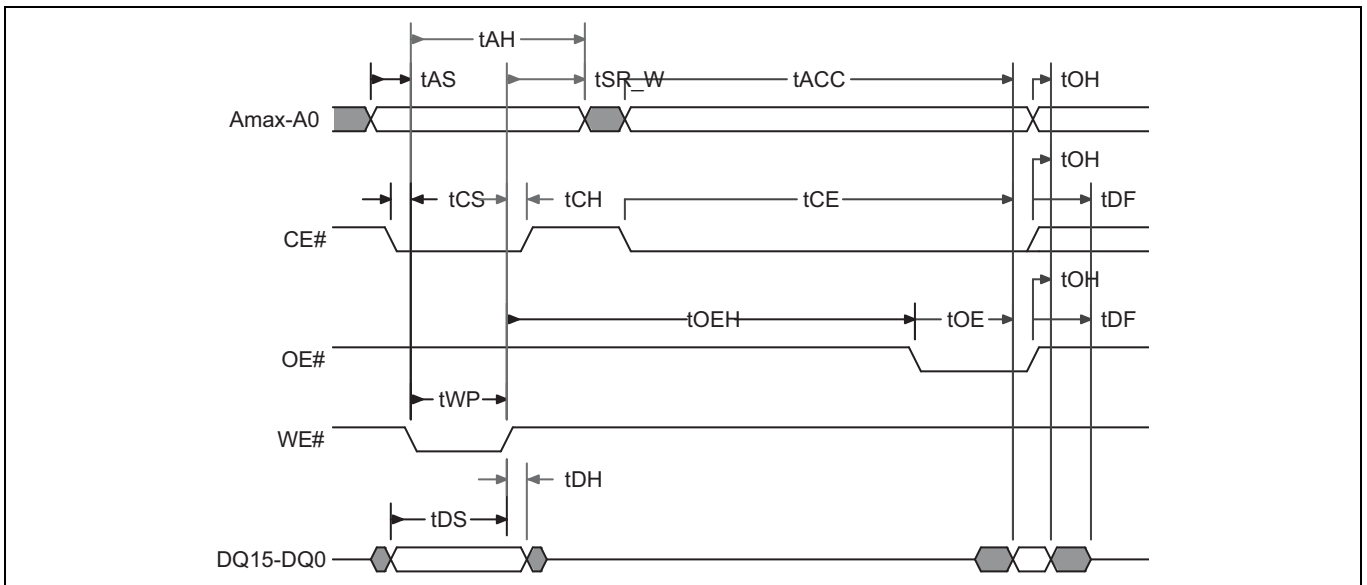 tAH
tAS tSR_W tACC tOH
Amax-A0
tOH
tCS tCH tCE tDF
CE#
tOH
tOEH tOE tDF
OE#
tWP
WE#
tDH
tDS
DQ15-DQ0